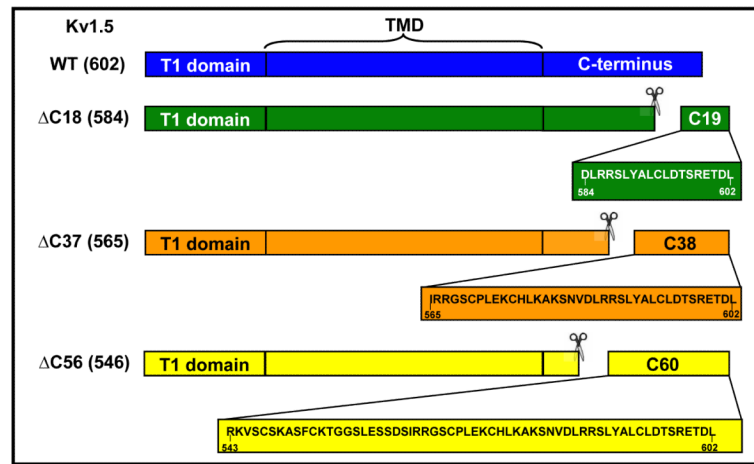 Kv1.5
TMD
WT (602)
T1 domain
C-terminus
ΔC18 (584)
T1 domain
C19
DLRRSLYALCLDTSRETDL
584
602
ΔC37 (565)
T1 domain
C38
IRRGSCPLEKCHLKAKSNVDLRRSLYALCLDTSRETDL
565
602
ΔC56 (546)
T1 domain
C60
RKVSCSKASFCKTGGSLESSDSIRRGSCPLEKCHLKAKSNVDLRRSLYALCLDTSRETDL
543
602